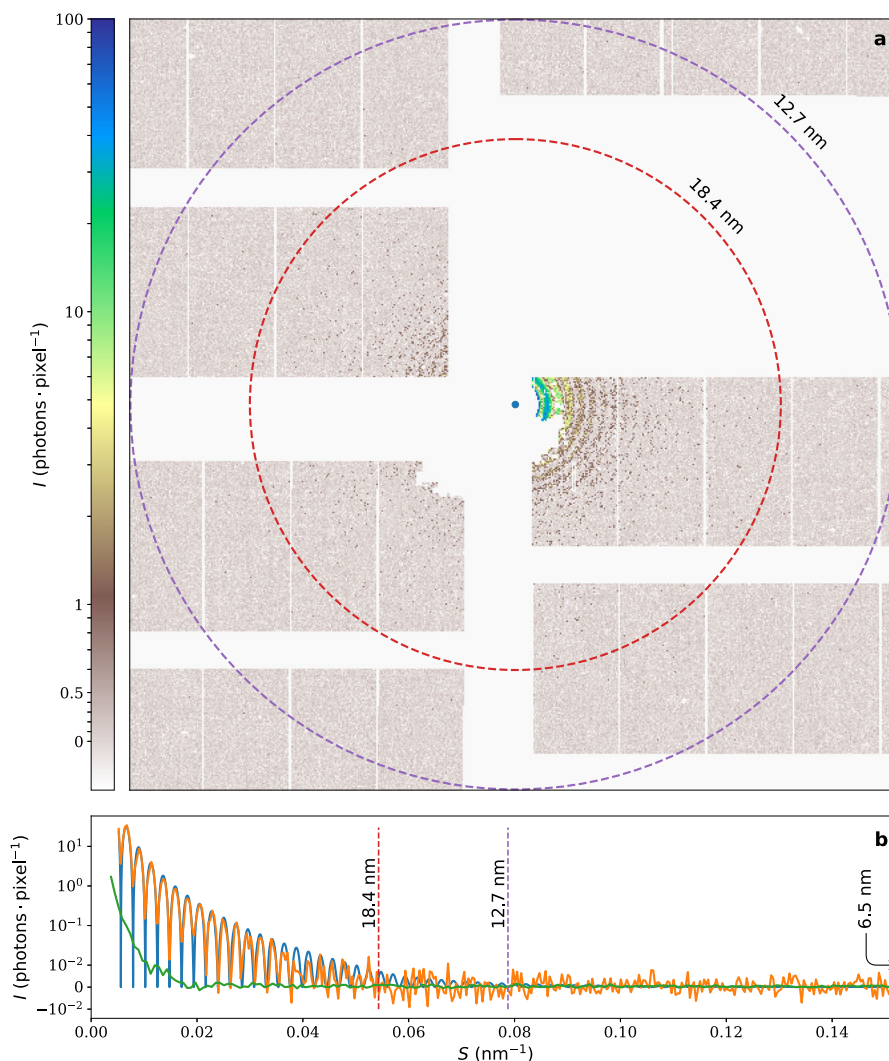 100
a
12.7 nm
18.4 nm
10
I (photons · pixel⁻¹)
1
0.5
0
b
10¹
10⁰
10⁻¹
10⁻²
0
−10⁻²
I (photons · pixel⁻¹)
18.4 nm
12.7 nm
6.5 nm
0.00 0.02 0.04 0.06 0.08 0.10 0.12 0.14
S (nm⁻¹)